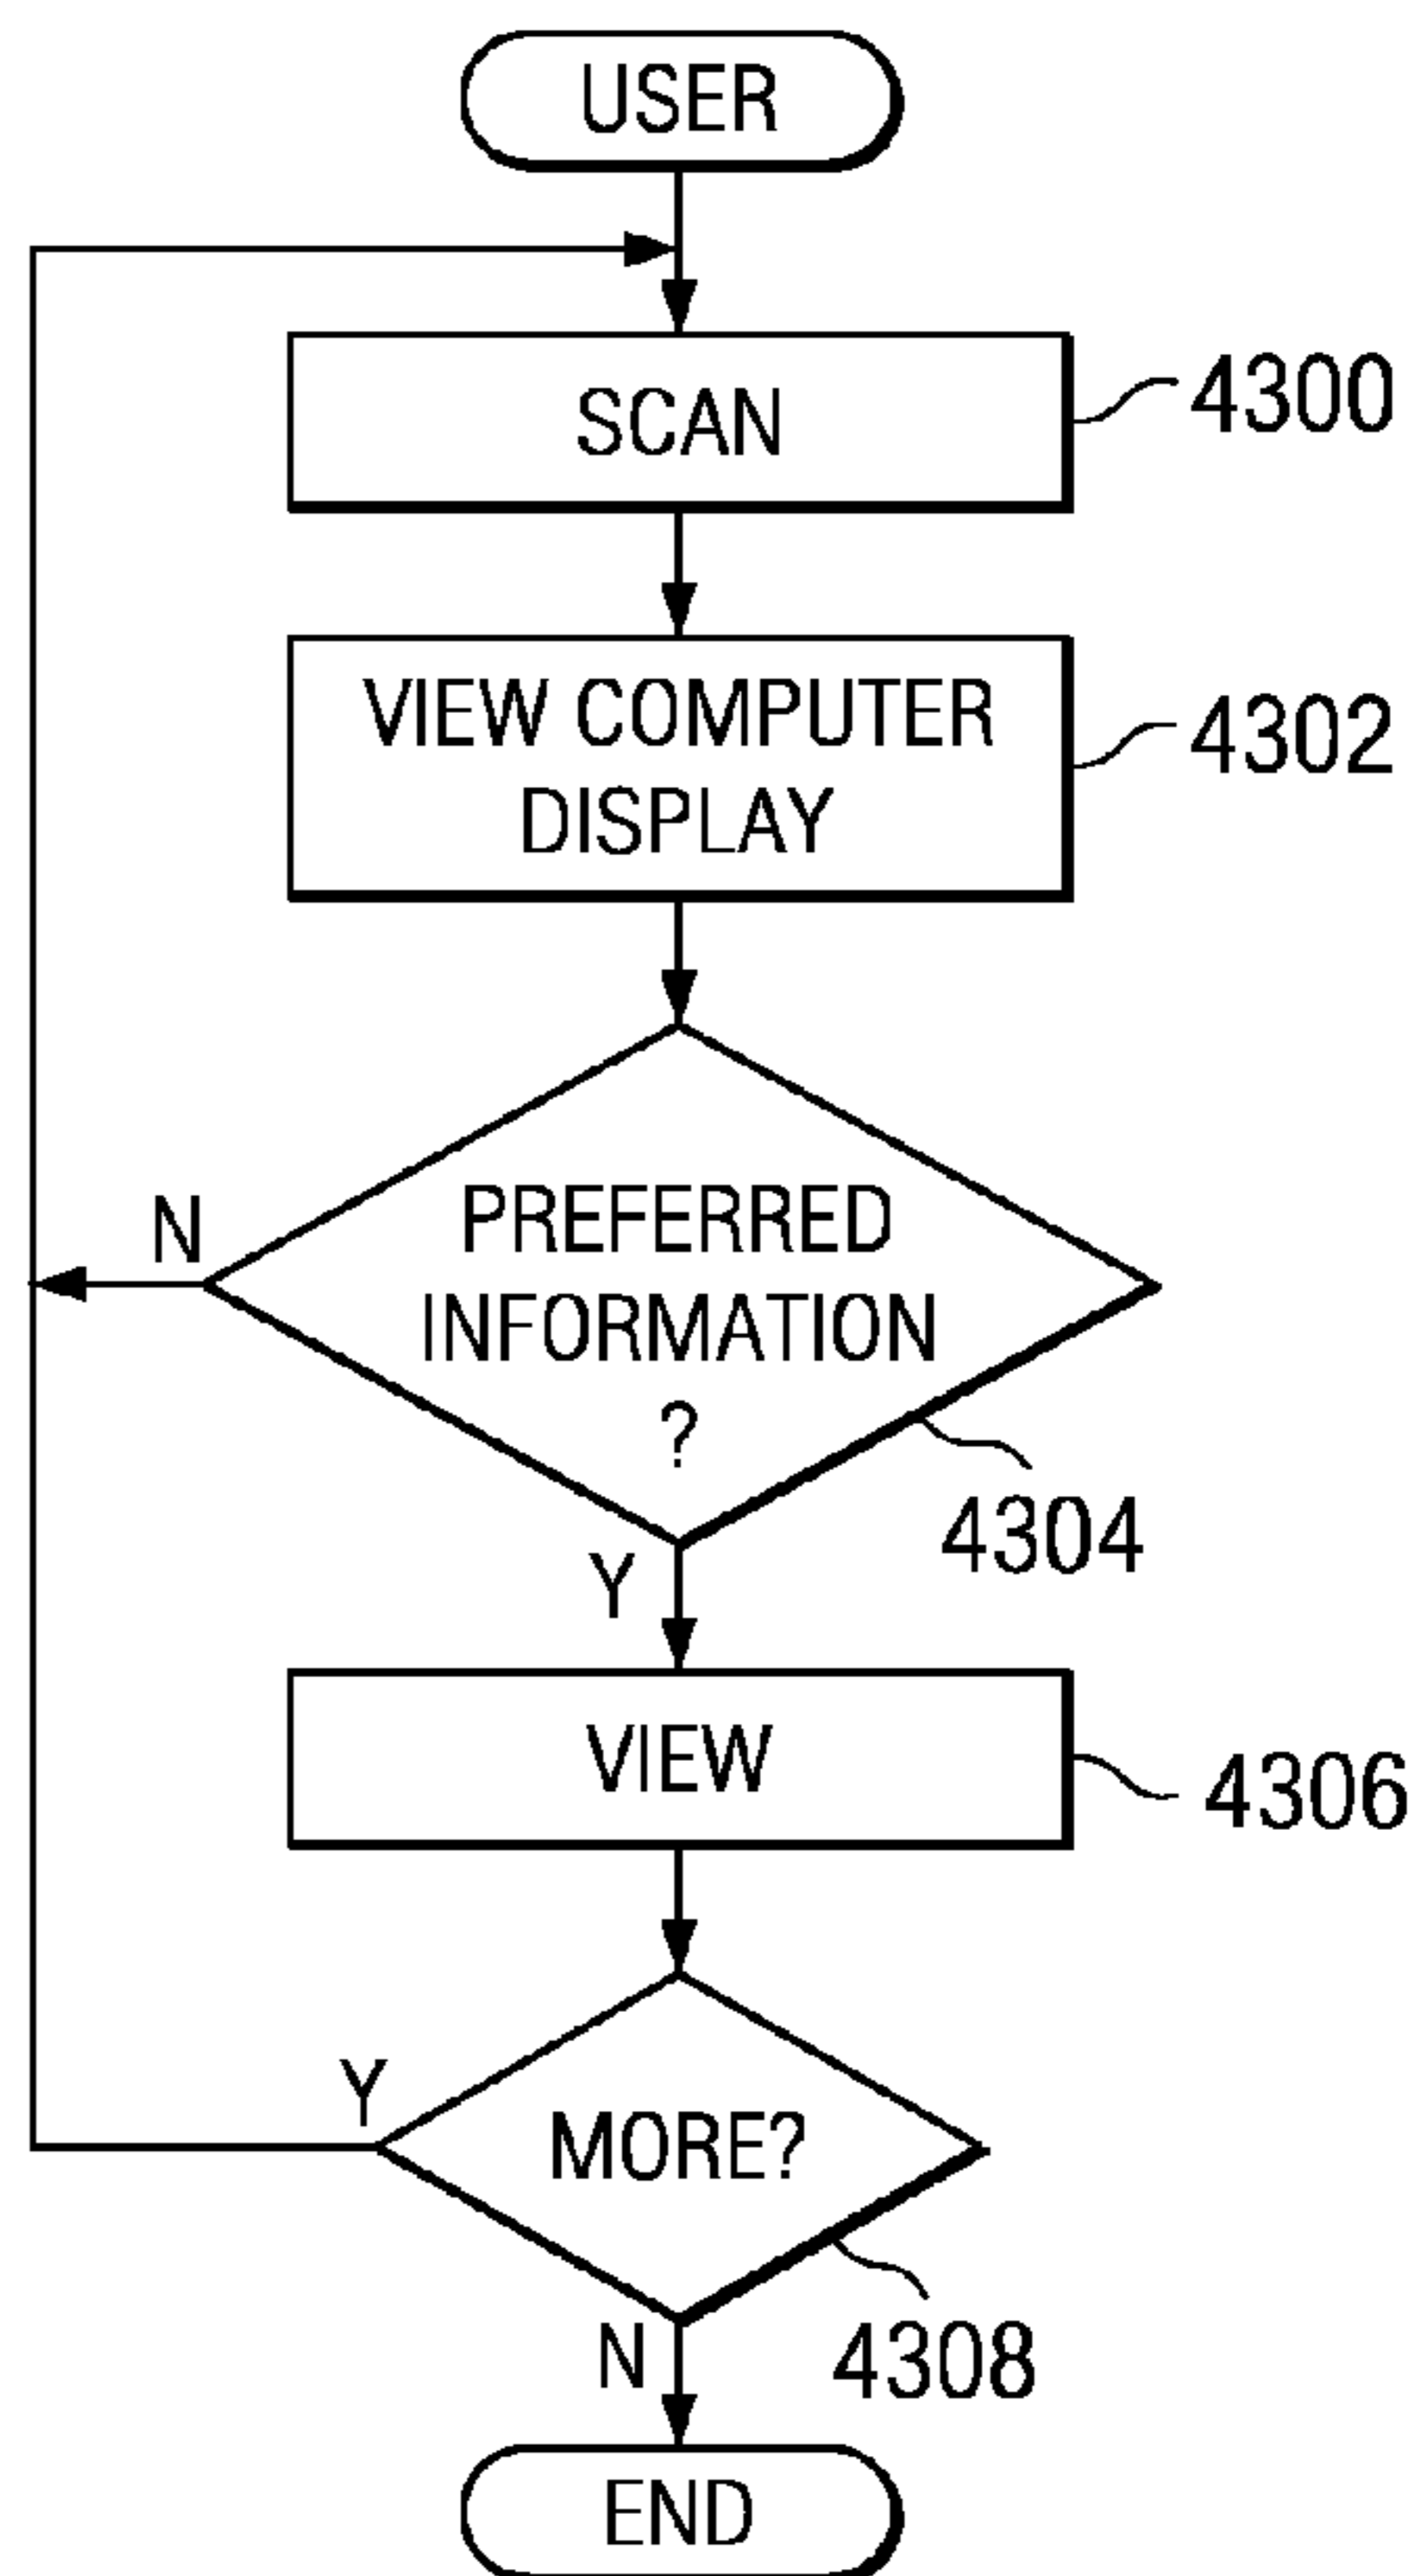 USER
SCAN
4300
VIEW COMPUTER
DISPLAY
4302
PREFERRED
INFORMATION
?
N
4304
Y
VIEW
4306
Y
MORE?
4308
N
END